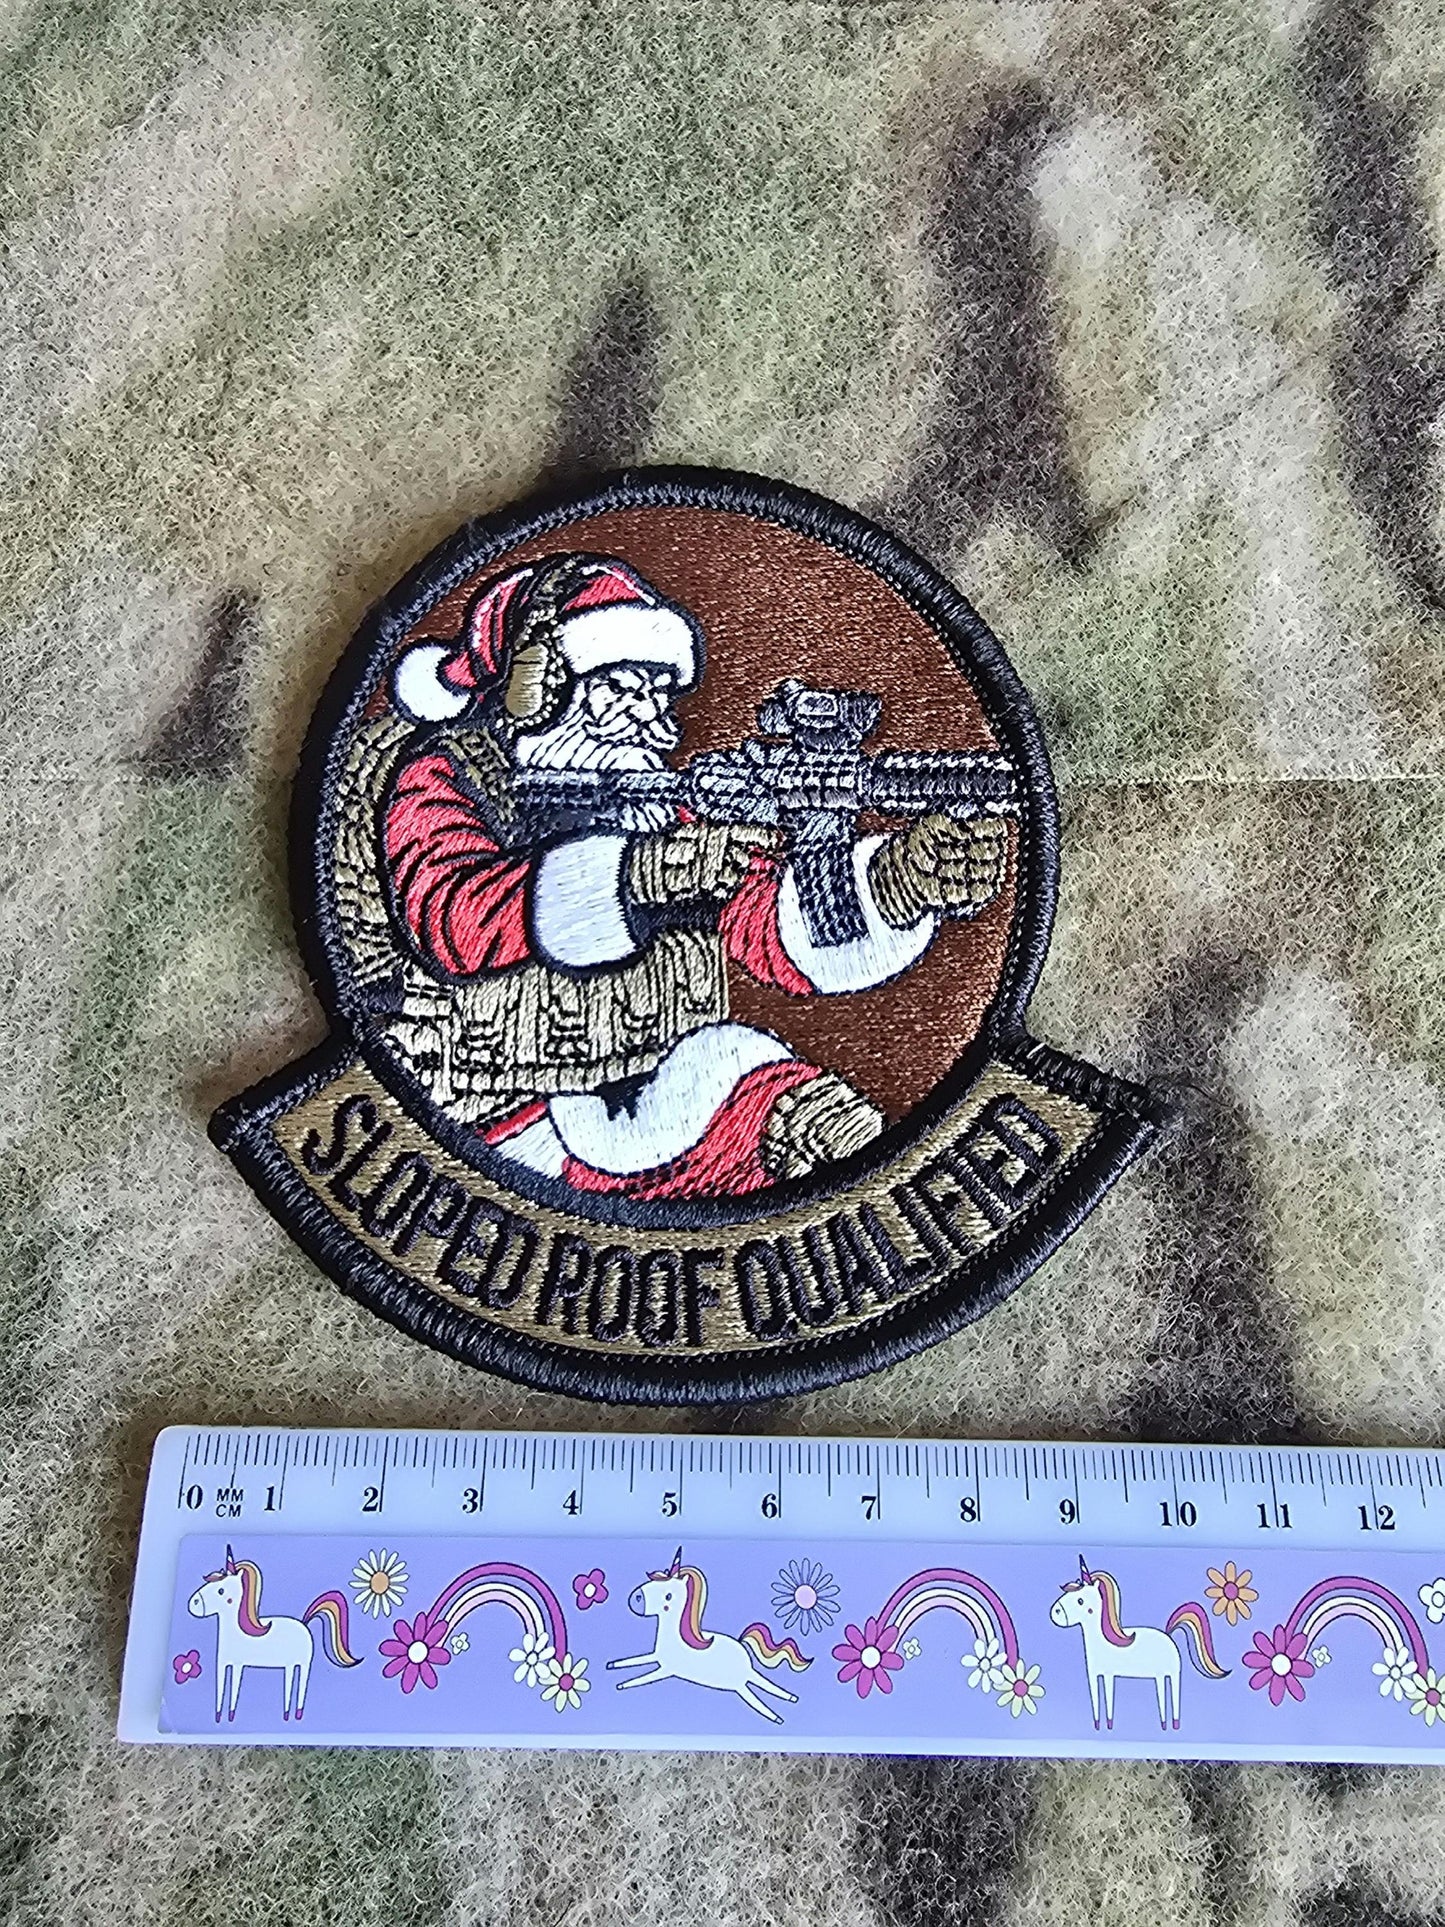 SLOPED ROOF QUALIFIED
0 MM 1 2 3 4 5 6 7 8 9 10 11 12
CM